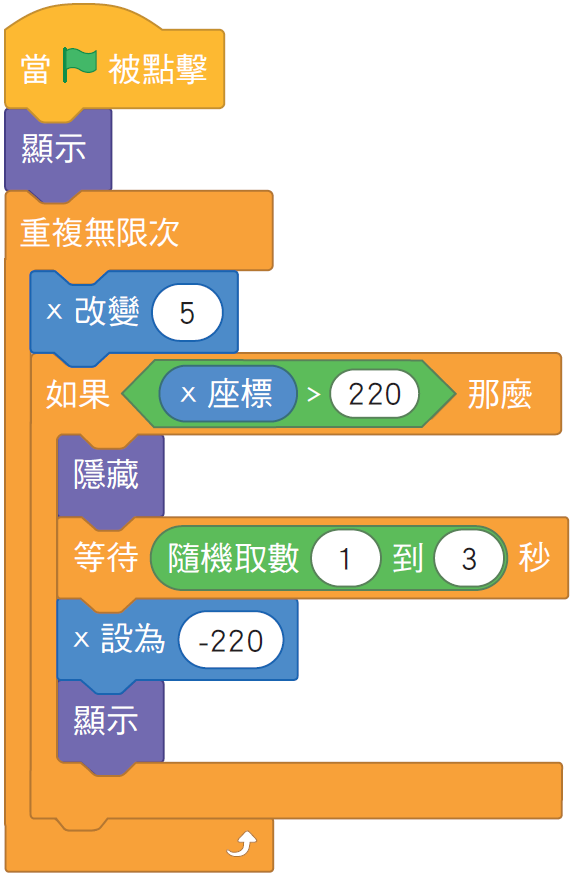 當 被點擊
顯示
重複無限次
x 改變 5
如果 x 座標 > 220 那麼
隱藏
等待 隨機取數 1 到 3 秒
x 設為 -220
顯示